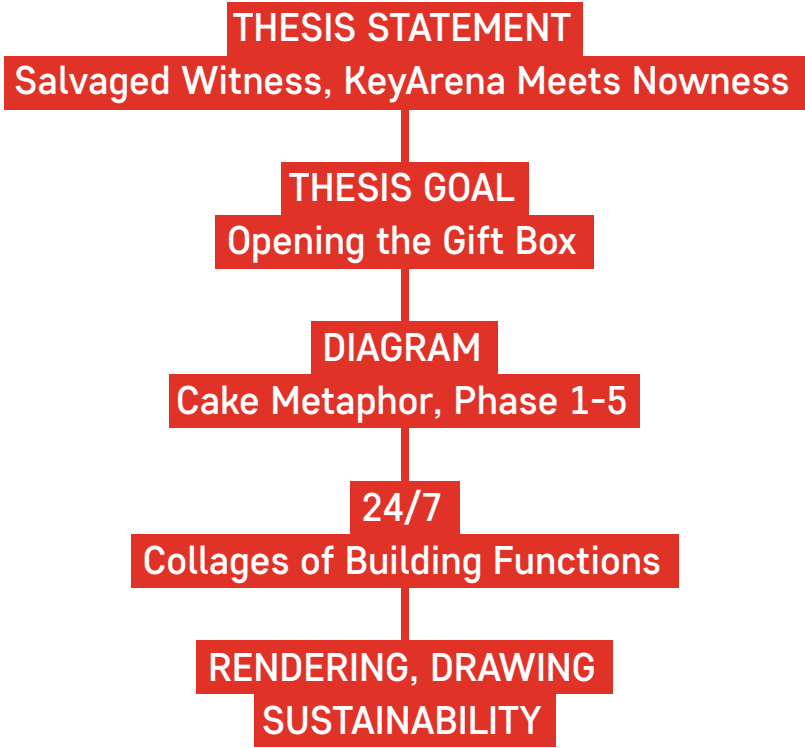 THESIS STATEMENT
Salvaged Witness, KeyArena Meets Nowness
THESIS GOAL
Opening the Gift Box
DIAGRAM
Cake Metaphor, Phase 1-5
24/7
Collages of Building Functions
RENDERING, DRAWING
SUSTAINABILITY